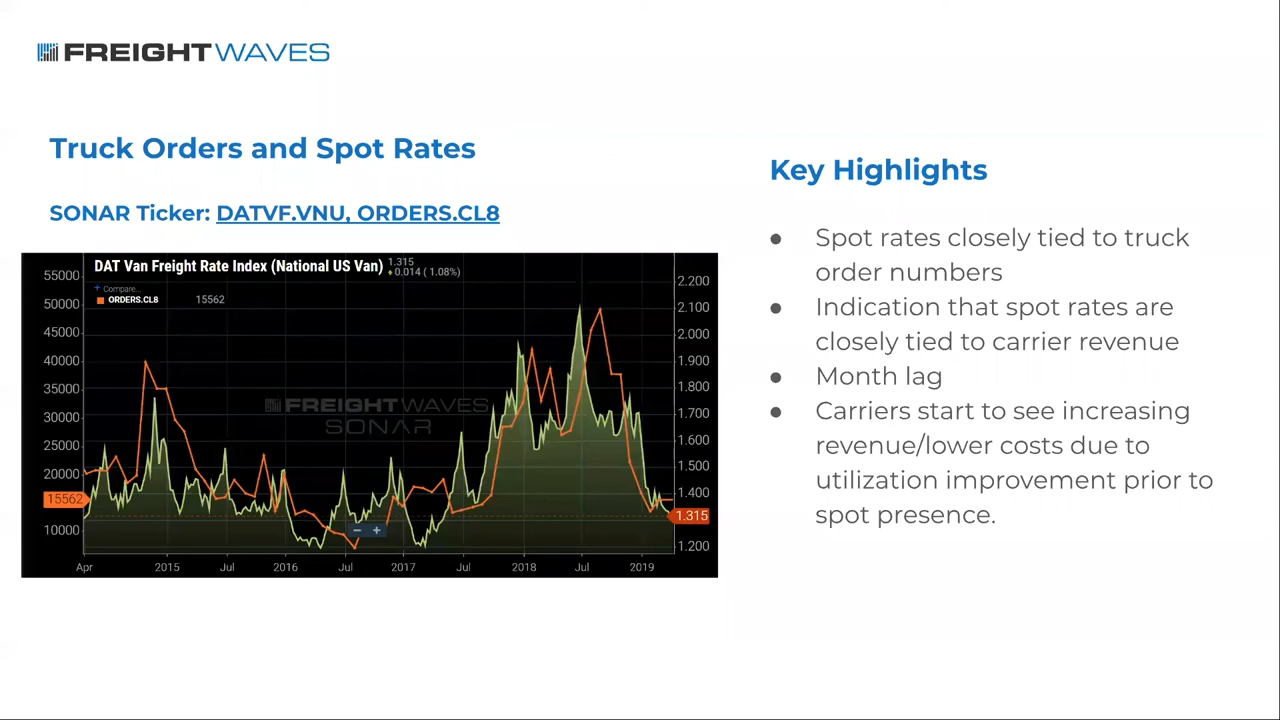 FREIGHTWAVES
Truck Orders and Spot Rates
SONAR Ticker: DATVF.VNU, ORDERS.CL8
DAT Van Freight Rate Index (National US Van)
1.315
0.014 ( 1.08%)
+ Compare...
ORDERS.CL8 15562
55000
50000
45000
40000
35000
30000
25000
20000
15562
10000
2.200
2.100
2.000
1.900
1.800
1.700
1.600
1.500
1.400
1.315
1.200
FREIGHTWAVES
SONAR
− +
Apr 2015 Jul 2016 Jul 2017 Jul 2018 Jul 2019
Key Highlights
● Spot rates closely tied to truck
order numbers
● Indication that spot rates are
closely tied to carrier revenue
● Month lag
● Carriers start to see increasing
revenue/lower costs due to
utilization improvement prior to
spot presence.